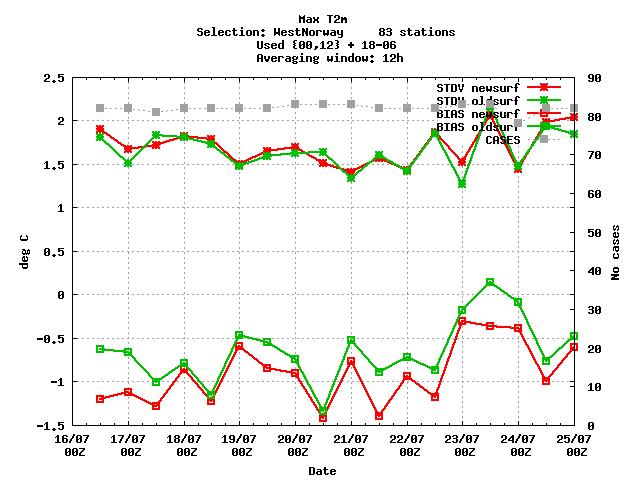 Max T2m
Selection: WestNorway 83 stations
Used {00,12} + 18-06
Averaging window: 12h
2.5
2
1.5
1
0.5
0
-0.5
-1
-1.5
deg C
STDV newsurf
STDV oldsurf
BIAS newsurf
BIAS oldsurf
CASES
90
80
70
60
50
40
30
20
10
0
No cases
16/07 17/07 18/07 19/07 20/07 21/07 22/07 23/07 24/07 25/07
00Z 00Z 00Z 00Z 00Z 00Z 00Z 00Z 00Z 00Z
Date